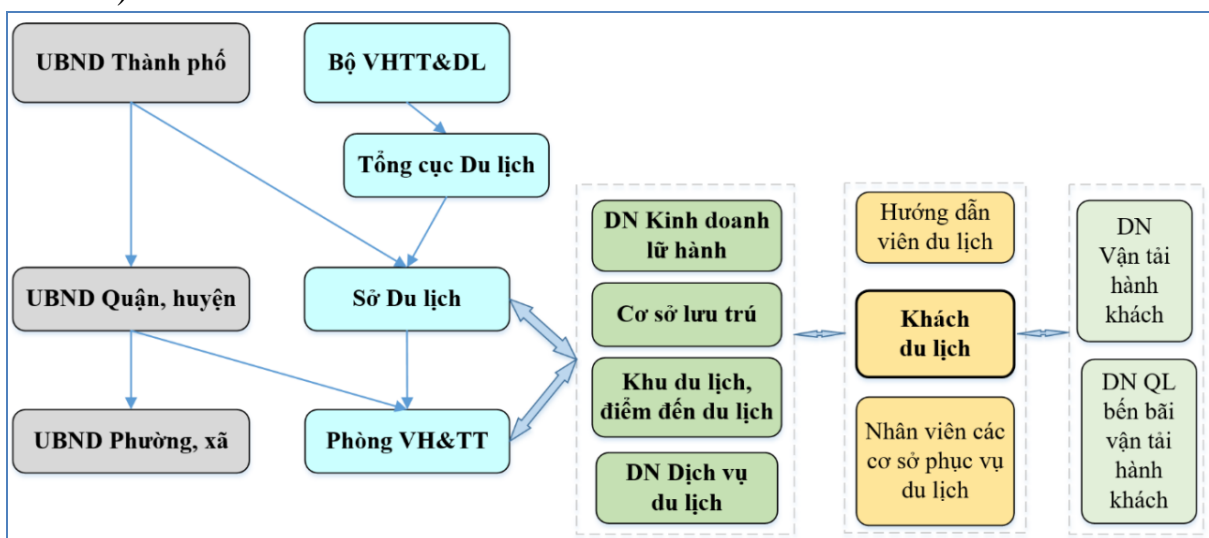 )
UBND Thành phố
Bộ VHTT&DL
Tổng cục Du lịch
UBND Quận, huyện
Sở Du lịch
UBND Phường, xã
Phòng VH&TT
DN Kinh doanh
lữ hành
Cơ sở lưu trú
Khu du lịch,
điểm đến du lịch
DN Dịch vụ
du lịch
Hướng dẫn
viên du lịch
Khách
du lịch
Nhân viên các
cơ sở phục vụ
du lịch
DN
Vận tải
hành
khách
DN QL
bến bãi
vận tải
hành
khách